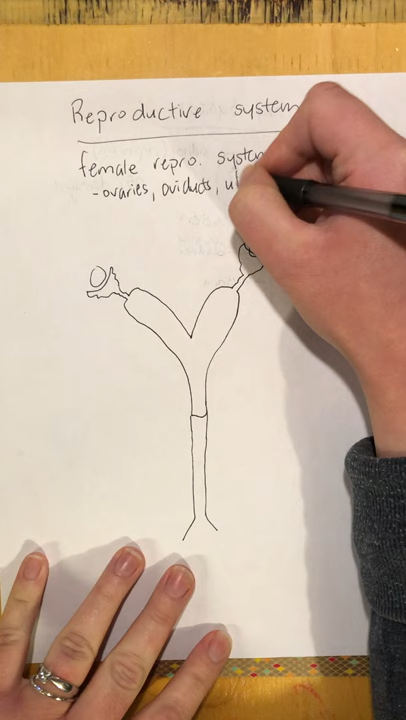 Reproductive system
female repro. system
-ovaries, oviducts,